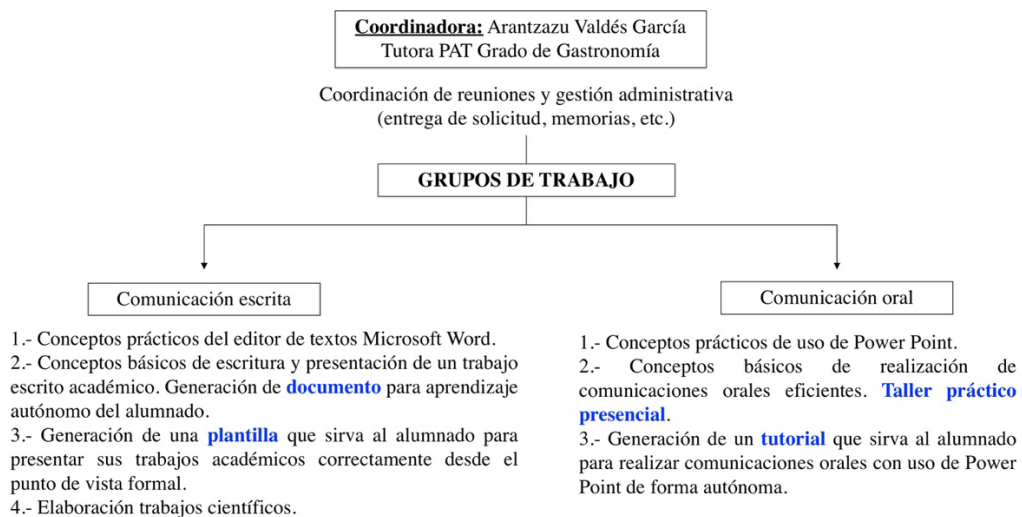 Coordinadora: Arantzazu Valdés García
Tutora PAT Grado de Gastronomía
Coordinación de reuniones y gestión administrativa
(entrega de solicitud, memorias, etc.)
GRUPOS DE TRABAJO
Comunicación escrita
1.- Conceptos prácticos del editor de textos Microsoft Word.
2.- Conceptos básicos de escritura y presentación de un trabajo
escrito académico. Generación de documento para aprendizaje
autónomo del alumnado.
3.- Generación de una plantilla que sirva al alumnado para
presentar sus trabajos académicos correctamente desde el
punto de vista formal.
4.- Elaboración trabajos científicos.
Comunicación oral
1.- Conceptos prácticos de uso de Power Point.
2.- Conceptos básicos de realización de
comunicaciones orales eficientes. Taller práctico
presencial.
3.- Generación de un tutorial que sirva al alumnado
para realizar comunicaciones orales con uso de Power
Point de forma autónoma.